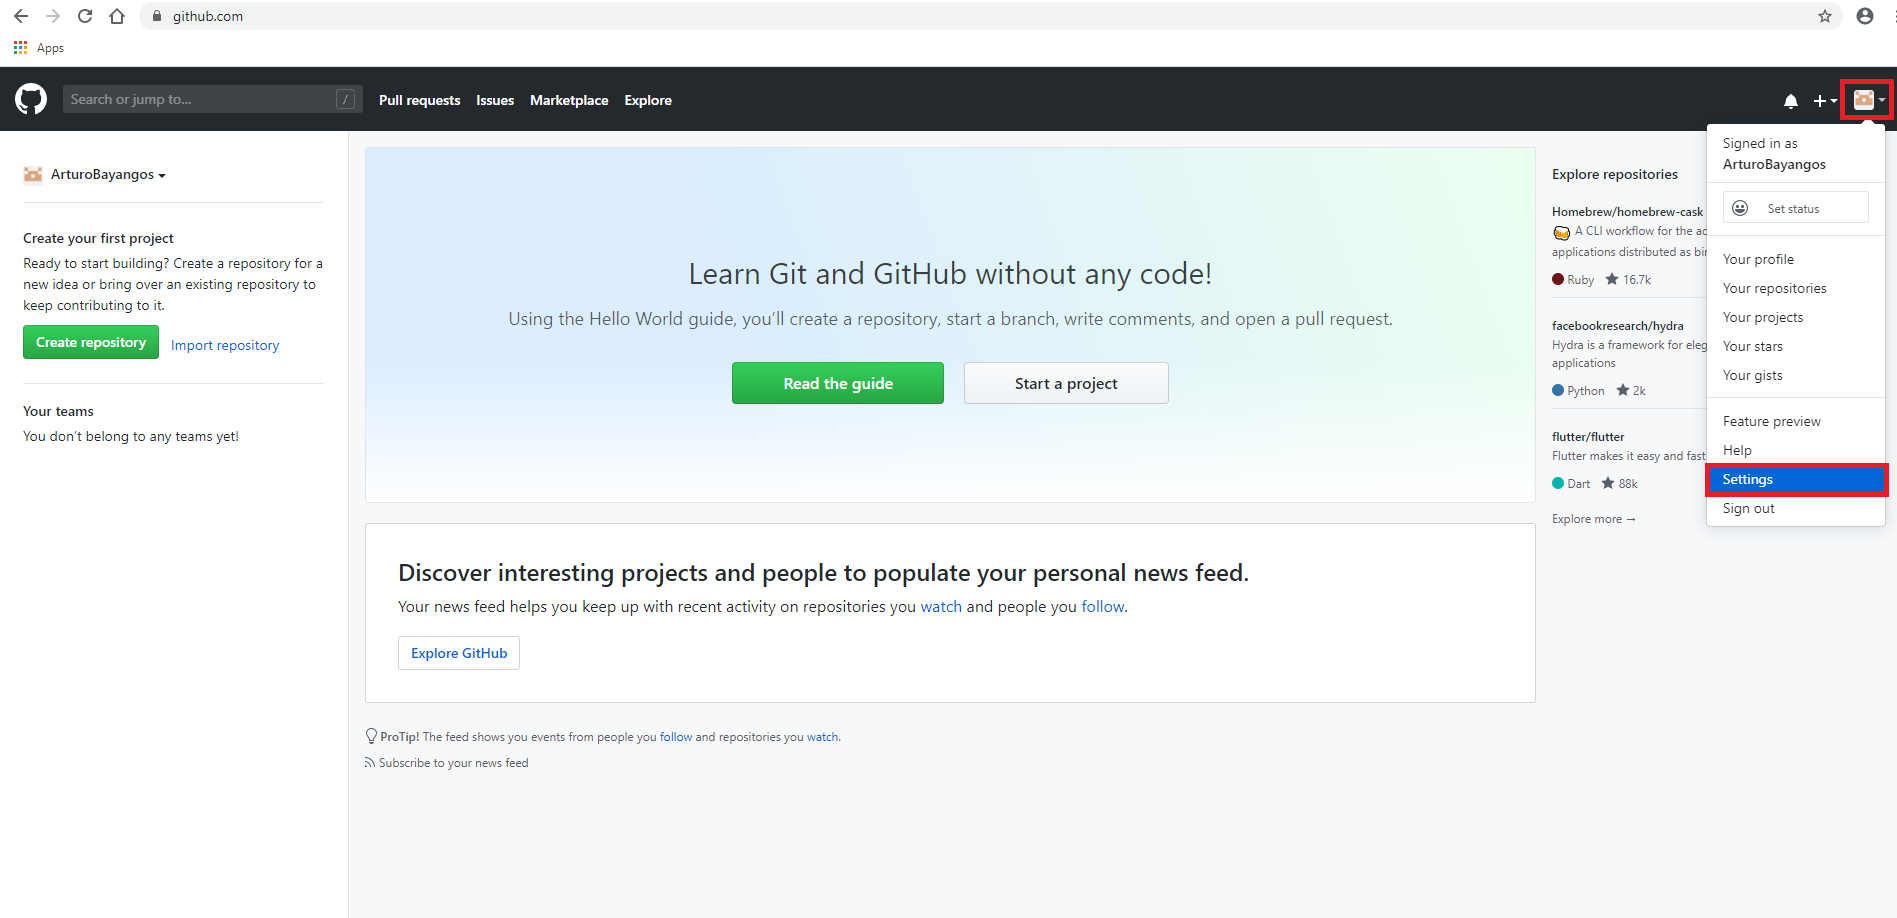 github.com
Apps
Search or jump to...
/
Pull requests
Issues
Marketplace
Explore
ArturoBayangos
Create your first project
Ready to start building? Create a repository for a
new idea or bring over an existing repository to
keep contributing to it.
Create repository
Import repository
Your teams
You don't belong to any teams yet!
Learn Git and GitHub without any code!
Using the Hello World guide, you'll create a repository, start a branch, write comments, and open a pull request.
Read the guide
Start a project
Discover interesting projects and people to populate your personal news feed.
Your news feed helps you keep up with recent activity on repositories you watch and people you follow.
Explore GitHub
ProTip! The feed shows you events from people you follow and repositories you watch.
Subscribe to your news feed
Explore repositories
Homebrew/homebrew-cask
A CLI workflow for the
applications distributed as
Ruby 16.7k
facebookresearch/hydra
Hydra is a framework for
applications
Python 2k
flutter/flutter
Flutter makes it easy and fast
Dart 88k
Explore more →
Signed in as
ArturoBayangos
Set status
Your profile
Your repositories
Your projects
Your stars
Your gists
Feature preview
Help
Settings
Sign out